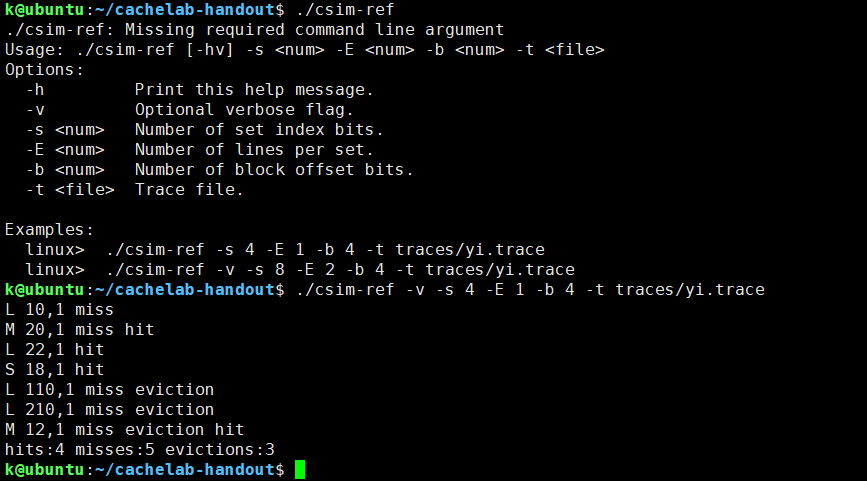 k@ubuntu:~/cachelab-handout$ ./csim-ref
./csim-ref: Missing required command line argument
Usage: ./csim-ref [-hv] -s <num> -E <num> -b <num> -t <file>
Options:
  -h         Print this help message.
  -v         Optional verbose flag.
  -s <num>   Number of set index bits.
  -E <num>   Number of lines per set.
  -b <num>   Number of block offset bits.
  -t <file>  Trace file.

Examples:
  linux>  ./csim-ref -s 4 -E 1 -b 4 -t traces/yi.trace
  linux>  ./csim-ref -v -s 8 -E 2 -b 4 -t traces/yi.trace
k@ubuntu:~/cachelab-handout$ ./csim-ref -v -s 4 -E 1 -b 4 -t traces/yi.trace
L 10,1 miss
M 20,1 miss hit
L 22,1 hit
S 18,1 hit
L 110,1 miss eviction
L 210,1 miss eviction
M 12,1 miss eviction hit
hits:4 misses:5 evictions:3
k@ubuntu:~/cachelab-handout$